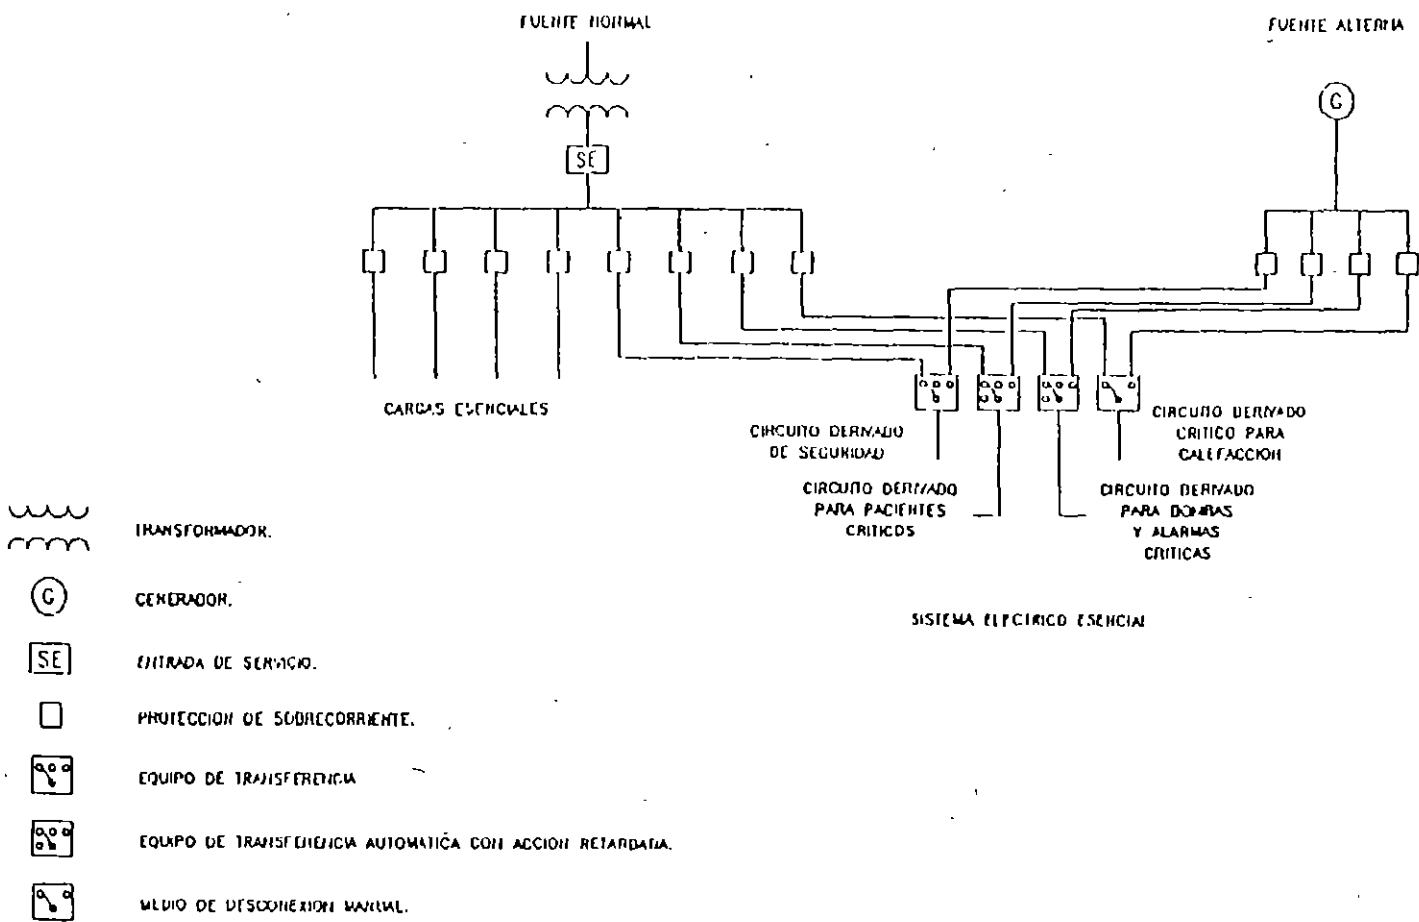 FUENTE NORMAL
FUENTE ALTERNA
G
SE
CARGAS ESENCIALES
CIRCUITO DERIVADO
DE SEGURIDAD
CIRCUITO DERIVADO
PARA PACIENTES
CRITICOS
CIRCUITO DERIVADO
CRITICO PARA
CALEFACCION
CIRCUITO DERIVADO
PARA BOMBAS
Y ALARMAS
CRITICAS
SISTEMA ELECTRICO ESENCIAL
TRANSFORMADOR.
G
GENERADOR.
SE
ENTRADA DE SERVICIO.
PROTECCION DE SOBRECORRIENTE.
EQUIPO DE TRANSFERENCIA
EQUIPO DE TRANSFERENCIA AUTOMATICA CON ACCION RETARDADA.
MEDIO DE DESCONEXION MANUAL.